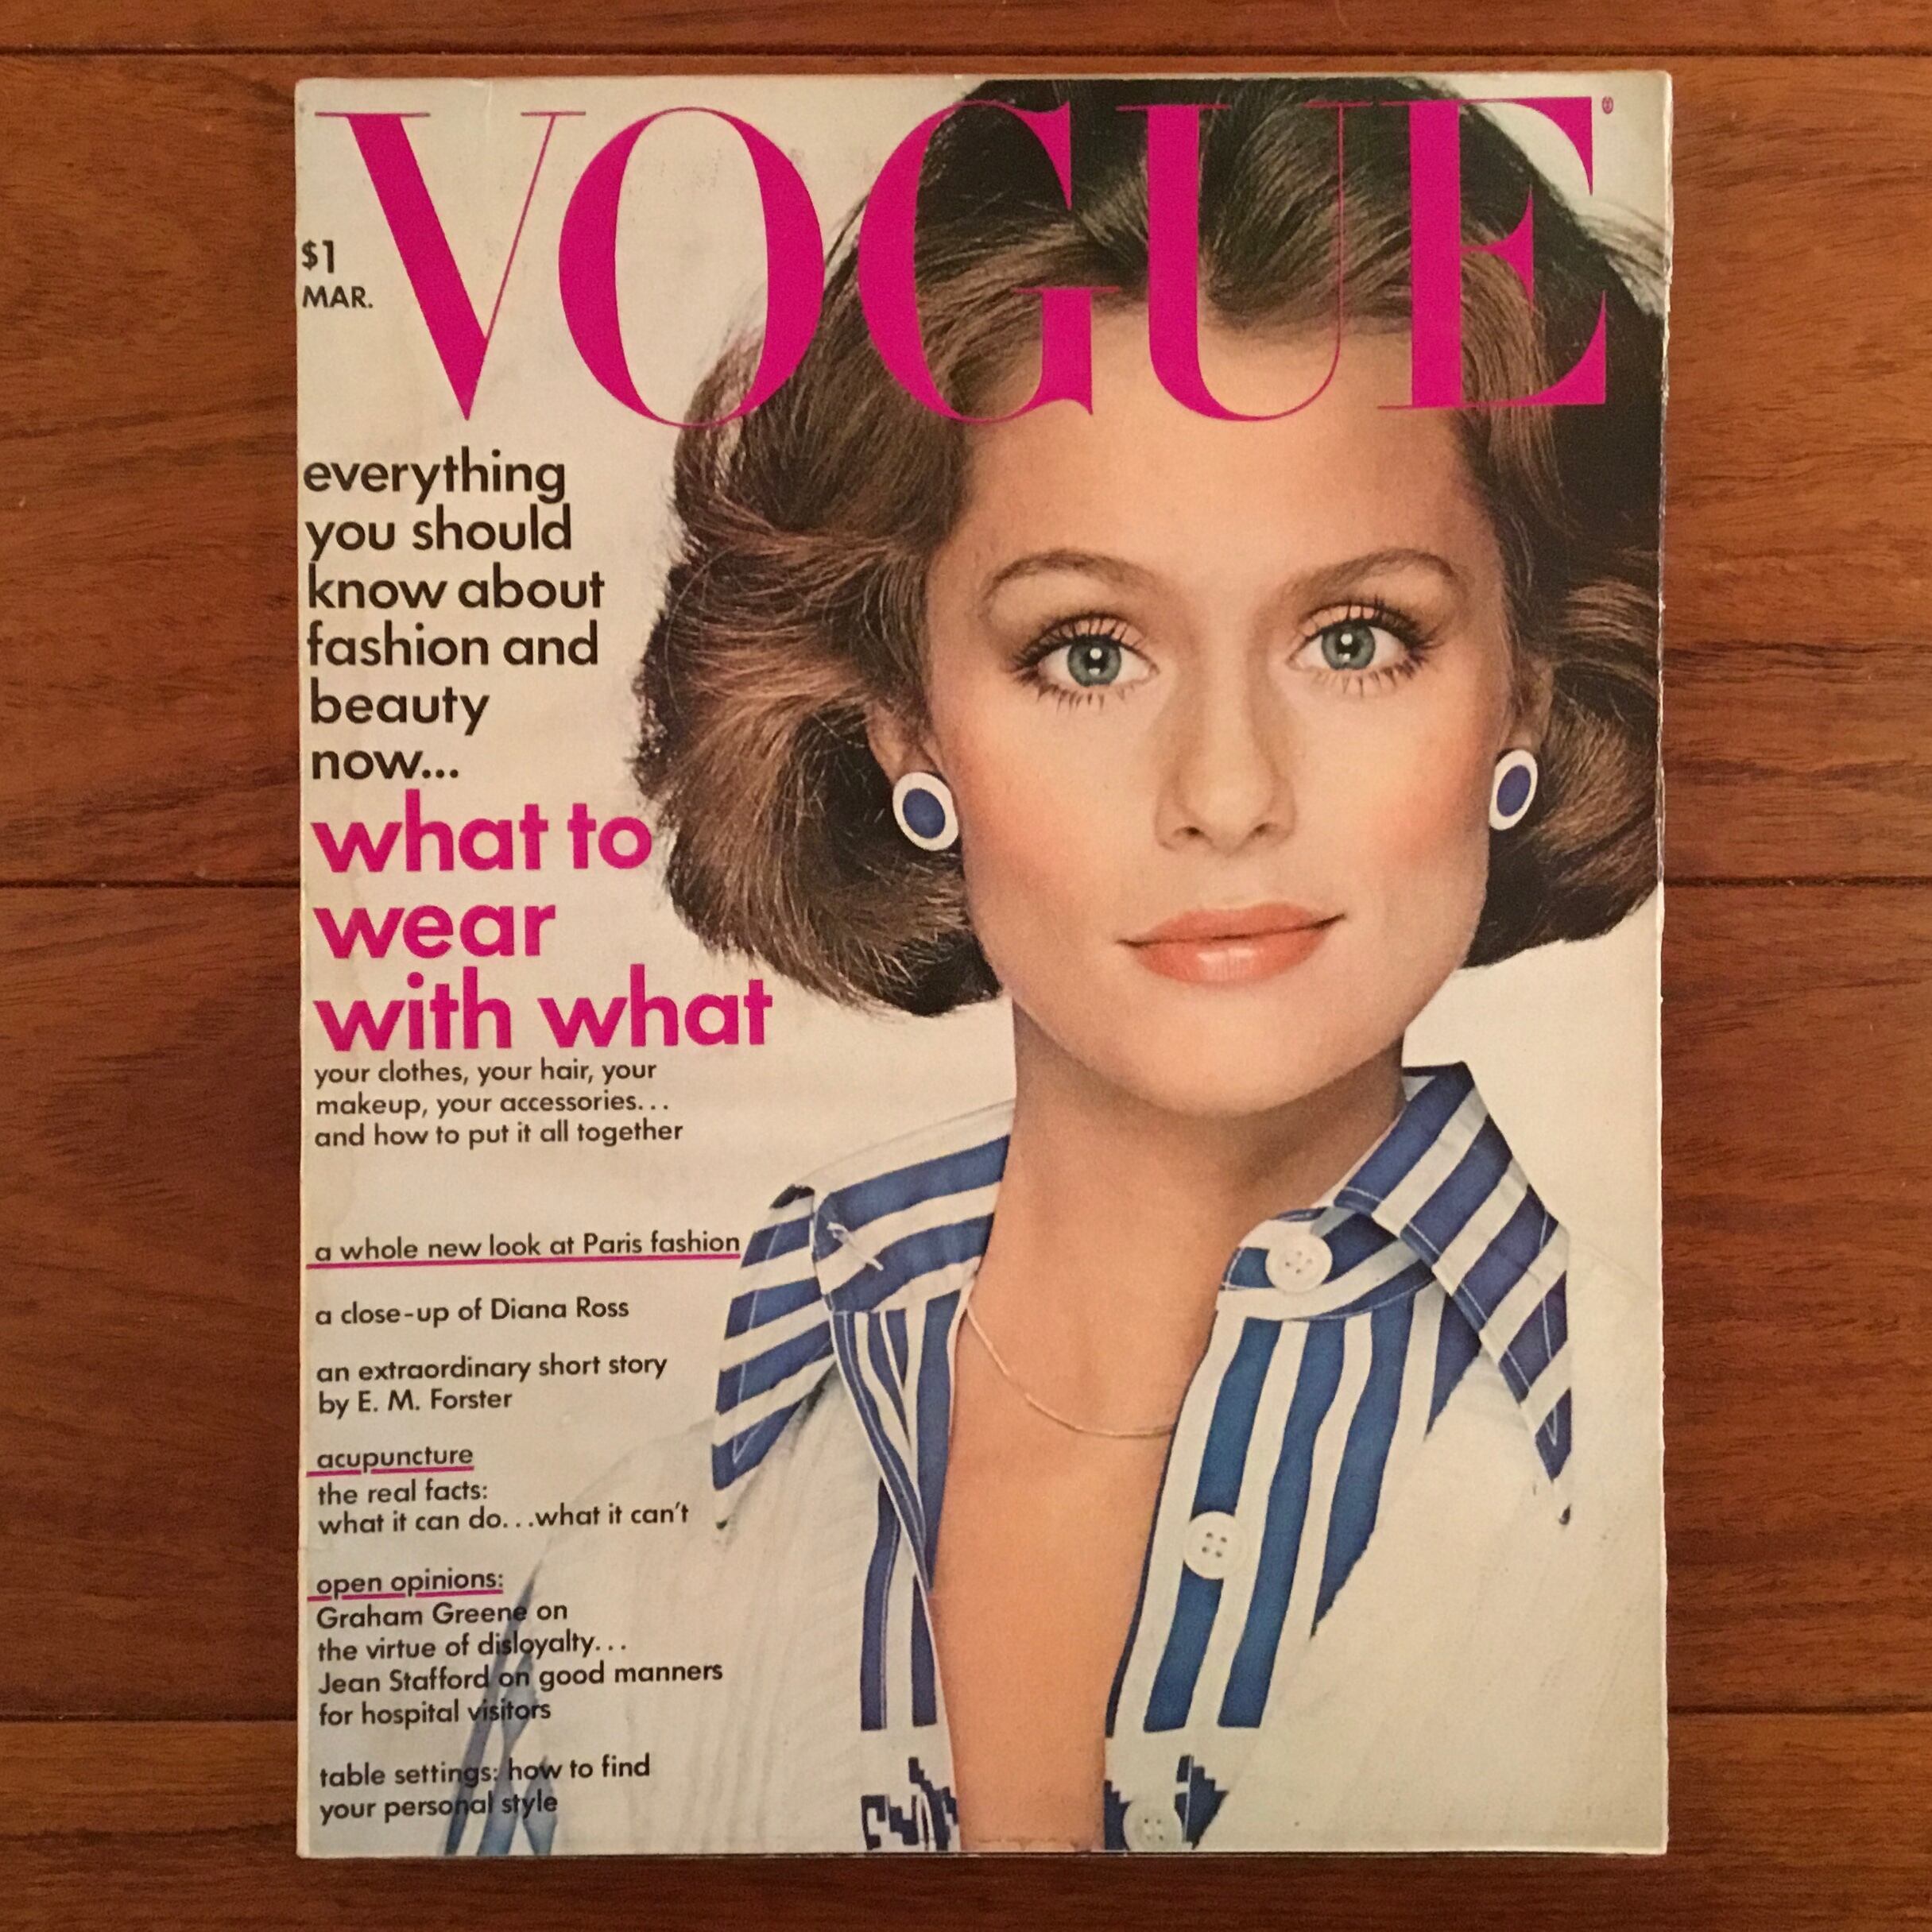 VOGUE
$1
MAR.
everything
you should
know about
fashion and
beauty
now...
what to
wear
with what
your clothes, your hair, your
makeup, your accessories...
and how to put it all together
a whole new look at Paris fashion
a close-up of Diana Ross
an extraordinary short story
by E. M. Forster
acupuncture
the real facts:
what it can do...what it can't
open opinions:
Graham Greene on
the virtue of disloyalty...
Jean Stafford on good manners
for hospital visitors
table settings: how to find
your personal style